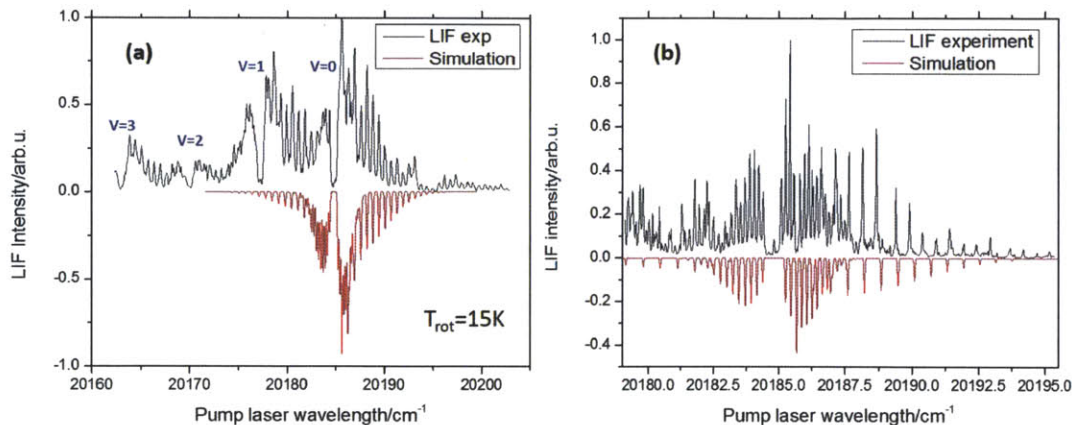 (a)
LIF exp
Simulation
V=1
V=0
V=3
V=2
T_rot=15K
LIF Intensity/arb.u.
1.0
0.5
0.0
-0.5
-1.0
20160
20170
20180
20190
20200
Pump laser wavelength/cm⁻¹
(b)
LIF experiment
Simulation
LIF intensity/arb.u.
1.0
0.8
0.6
0.4
0.2
0.0
-0.2
-0.4
20180.0
20182.5
20185.0
20187.5
20190.0
20192.5
20195.0
Pump laser wavelength/cm⁻¹